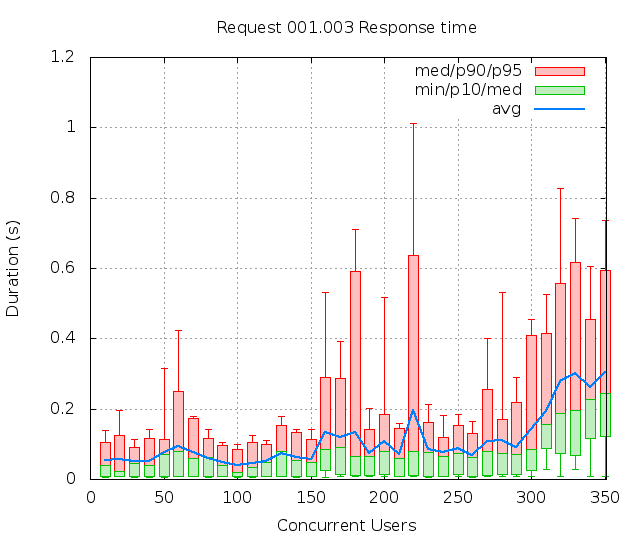 Request 001.003 Response time
med/p90/p95
min/p10/med
avg
1.2
1
0.8
0.6
0.4
0.2
0
Duration (s)
0 50 100 150 200 250 300 350
Concurrent Users